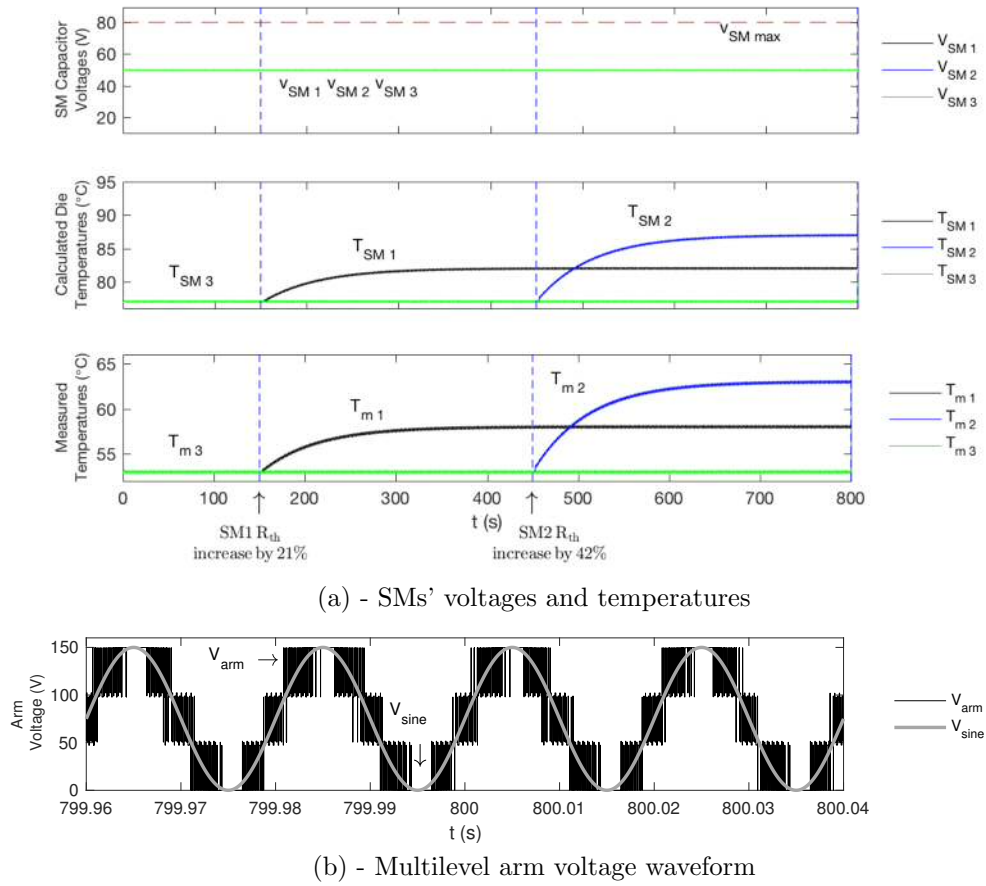 80
60
40
20
SM Capacitor
Voltages (V)
V_SM max
V_SM 1 V_SM 2 V_SM 3
V_SM 1
V_SM 2
V_SM 3
95
90
85
80
Calculated Die
Temperatures (°C)
T_SM 3
T_SM 1
T_SM 2
T_SM 1
T_SM 2
T_SM 3
65
60
55
Measured
Temperatures (°C)
T_m 3
T_m 1
T_m 2
T_m 1
T_m 2
T_m 3
0 100 200 300 400 500 600 700 800
t (s)
SM1 R_th
increase by 21%
SM2 R_th
increase by 42%
(a) - SMs' voltages and temperatures
150
100
50
0
Arm
Voltage (V)
V_arm
V_sine
V_arm
V_sine
799.96 799.97 799.98 799.99 800 800.01 800.02 800.03 800.04
t (s)
(b) - Multilevel arm voltage waveform